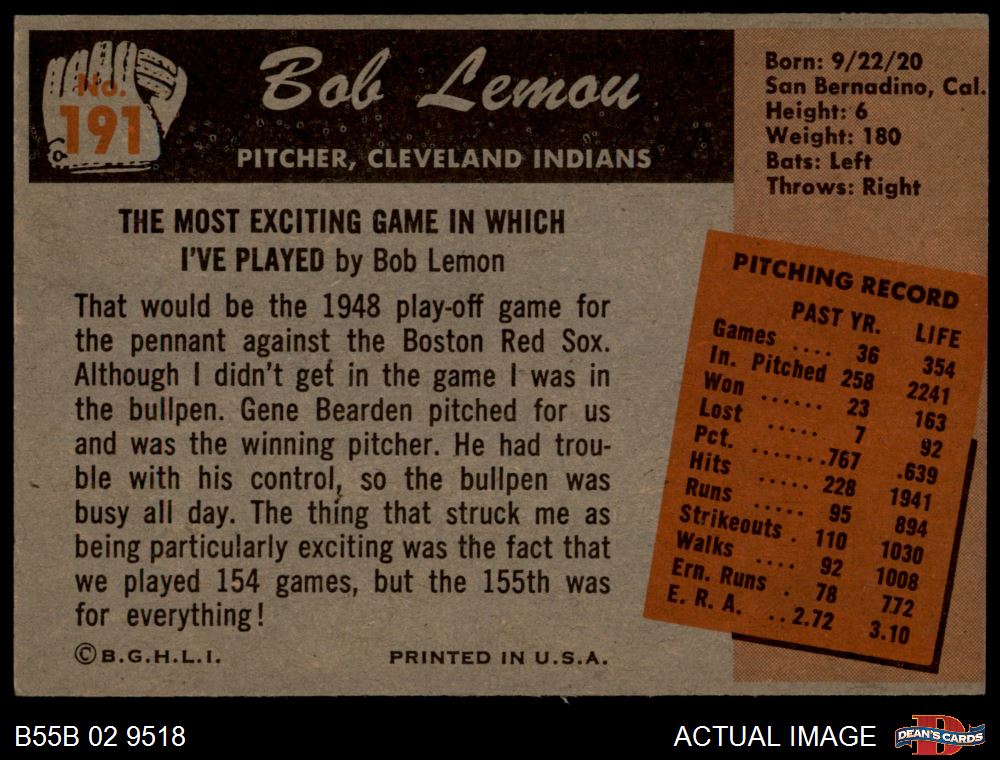 No.
191
Bob Lemon
PITCHER, CLEVELAND INDIANS
Born: 9/22/20
San Bernadino, Cal.
Height: 6
Weight: 180
Bats: Left
Throws: Right
THE MOST EXCITING GAME IN WHICH
I'VE PLAYED by Bob Lemon
That would be the 1948 play-off game for
the pennant against the Boston Red Sox.
Although I didn't get in the game I was in
the bullpen. Gene Bearden pitched for us
and was the winning pitcher. He had trou-
ble with his control, so the bullpen was
busy all day. The thing that struck me as
being particularly exciting was the fact that
we played 154 games, but the 155th was
for everything!
©B.G.H.L.I. PRINTED IN U.S.A.
PITCHING RECORD
PAST YR. LIFE
Games .... 36 354
In. Pitched 258 2241
Won ...... 23 163
Lost ..... 7 92
Pct. ....... .767 .639
Hits ..... 228 1941
Runs ..... 95 894
Strikeouts . 110 1030
Walks .... 92 1008
Ern. Runs . 78 772
E. R. A. .. 2.72 3.10
B55B 02 9518 ACTUAL IMAGE
DEAN'S CARDS